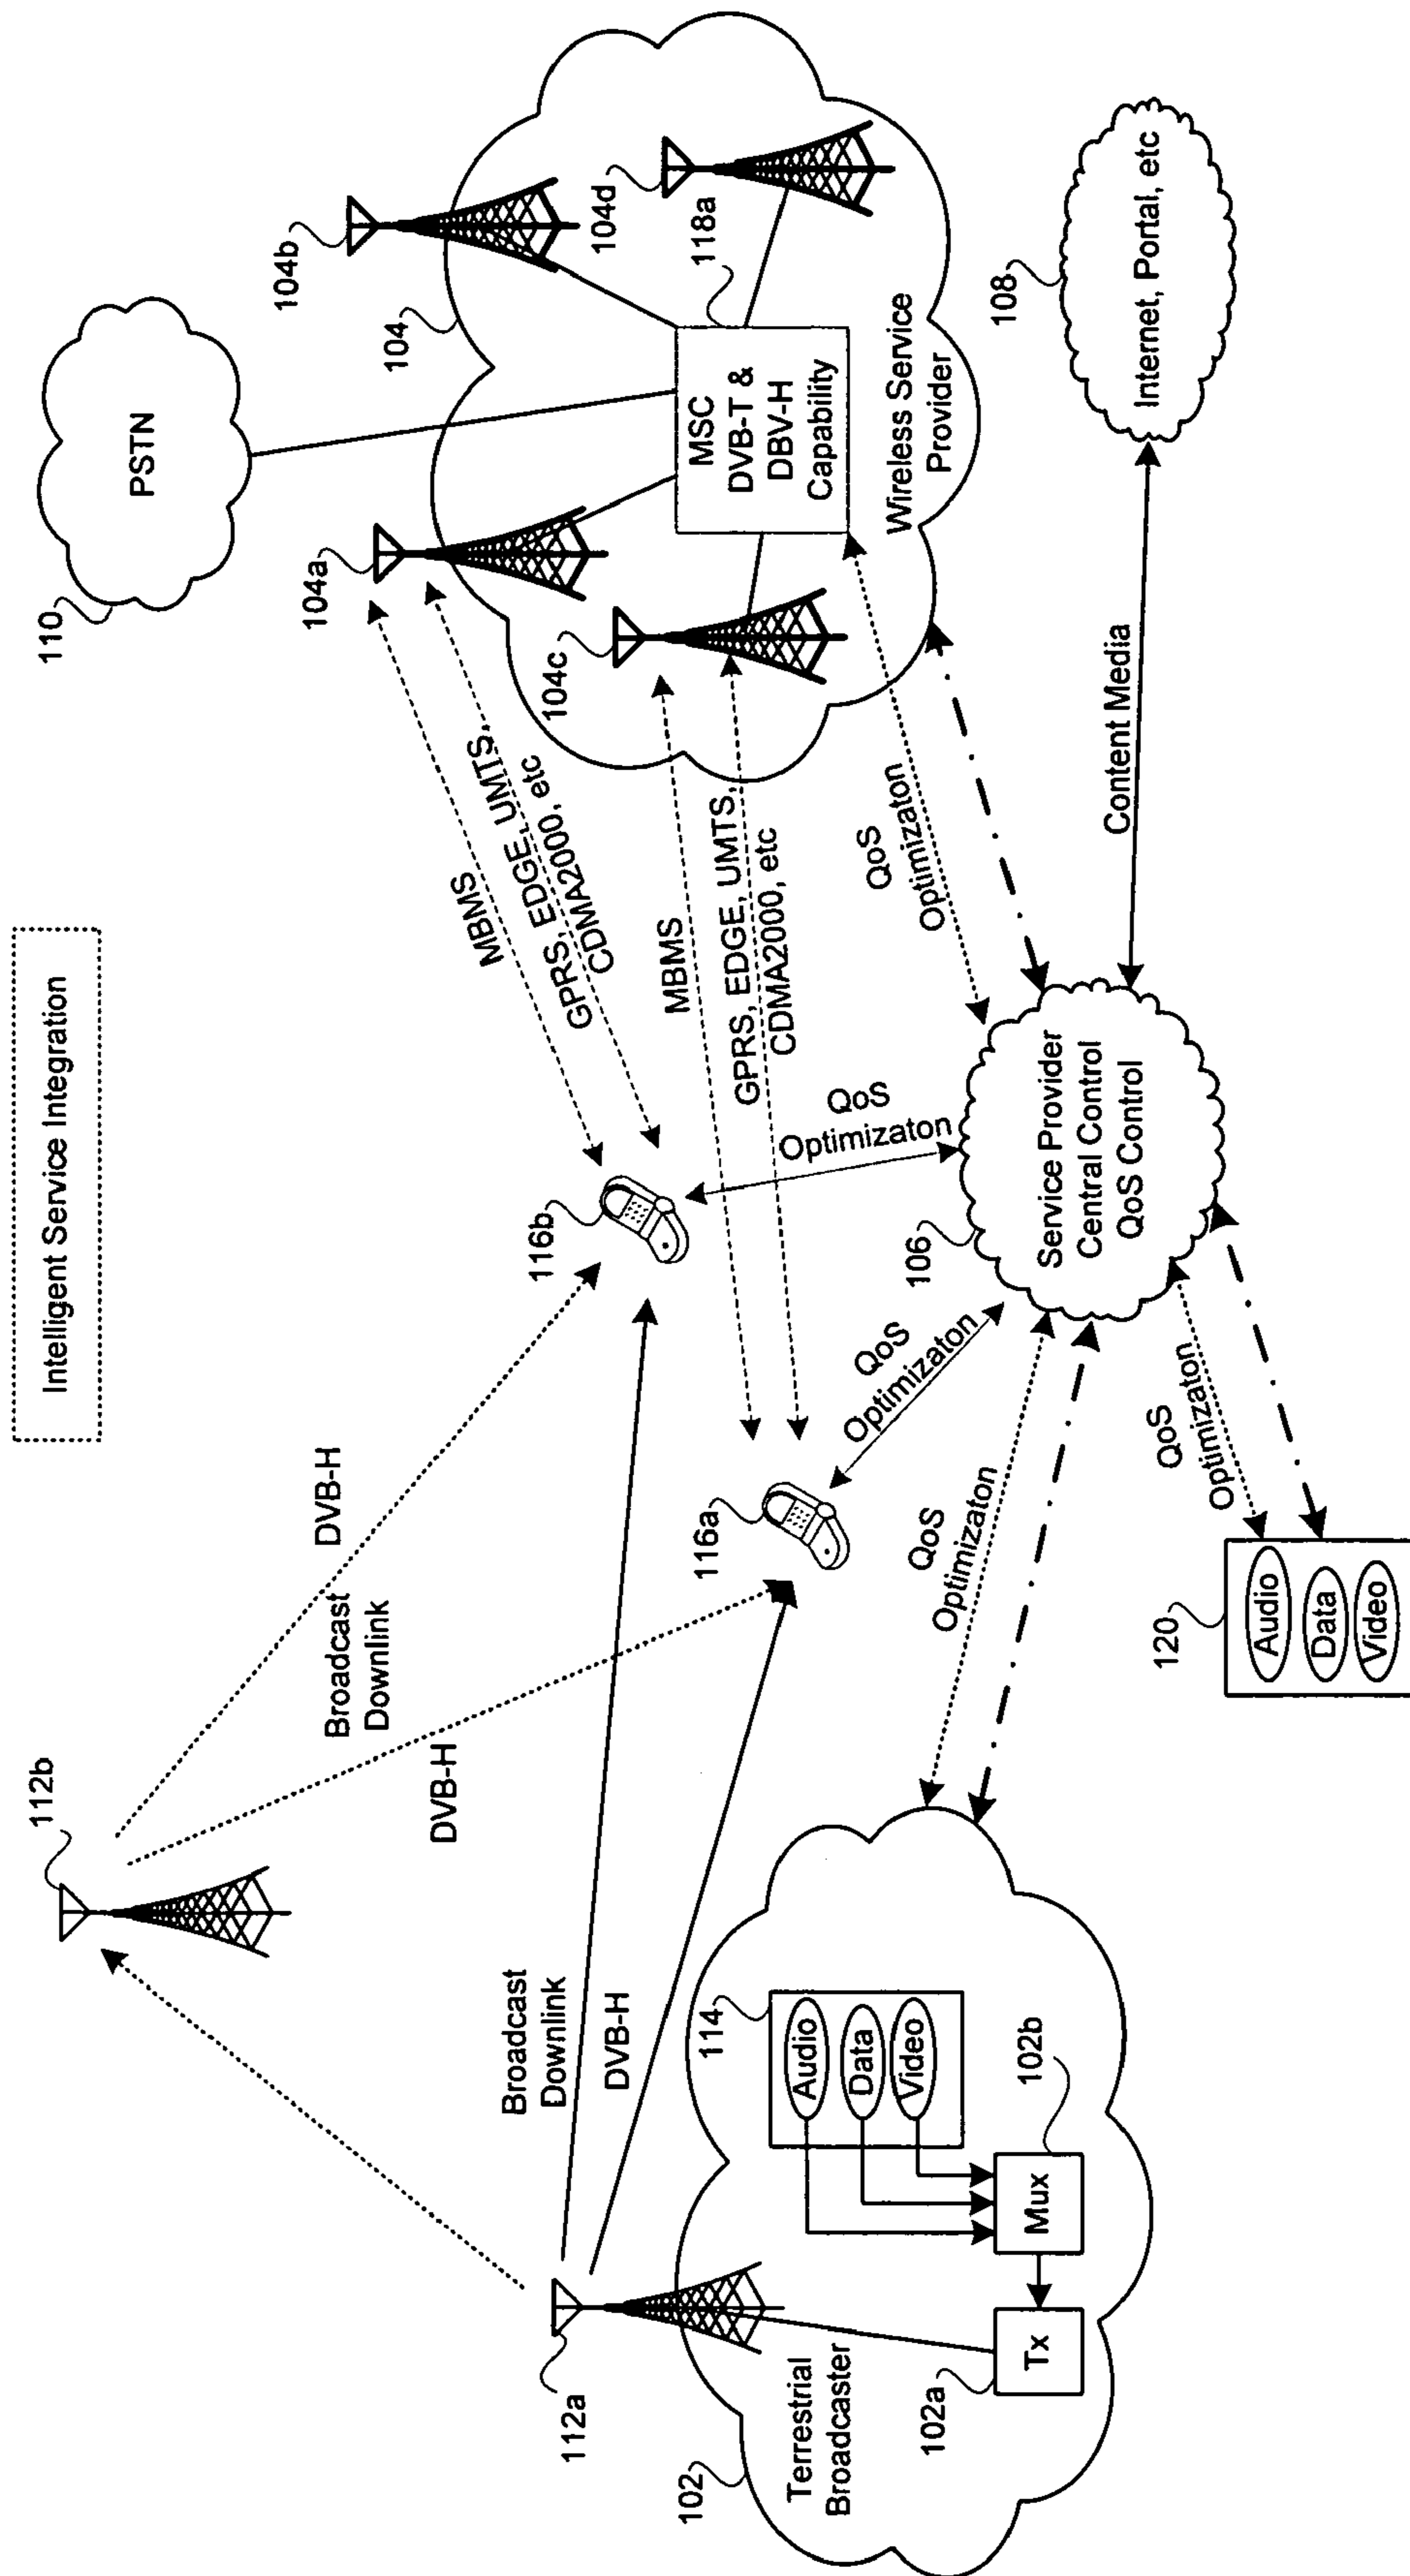 Intelligent Service Integration
110
PSTN
104b
104
104a
104d
118a
104c
MSC
DVB-T &
DBV-H
Capability
Wireless Service
Provider
108
Internet, Portal, etc
Content Media
112b
DVB-H
Broadcast
Downlink
DVB-H
116b
MBMS
GPRS, EDGE, UMTS,
CDMA2000, etc
MBMS
GPRS, EDGE, UMTS,
CDMA2000, etc
116a
QoS
Optimizaton
QoS
Optimizaton
QoS
Optimizaton
106
Service Provider
Central Control
QoS Control
QoS
Optimizaton
QoS
Optimizaton
120
Audio
Data
Video
112a
Broadcast
Downlink
DVB-H
102
Terrestrial
Broadcaster
114
Audio
Data
Video
102b
Mux
102a
Tx